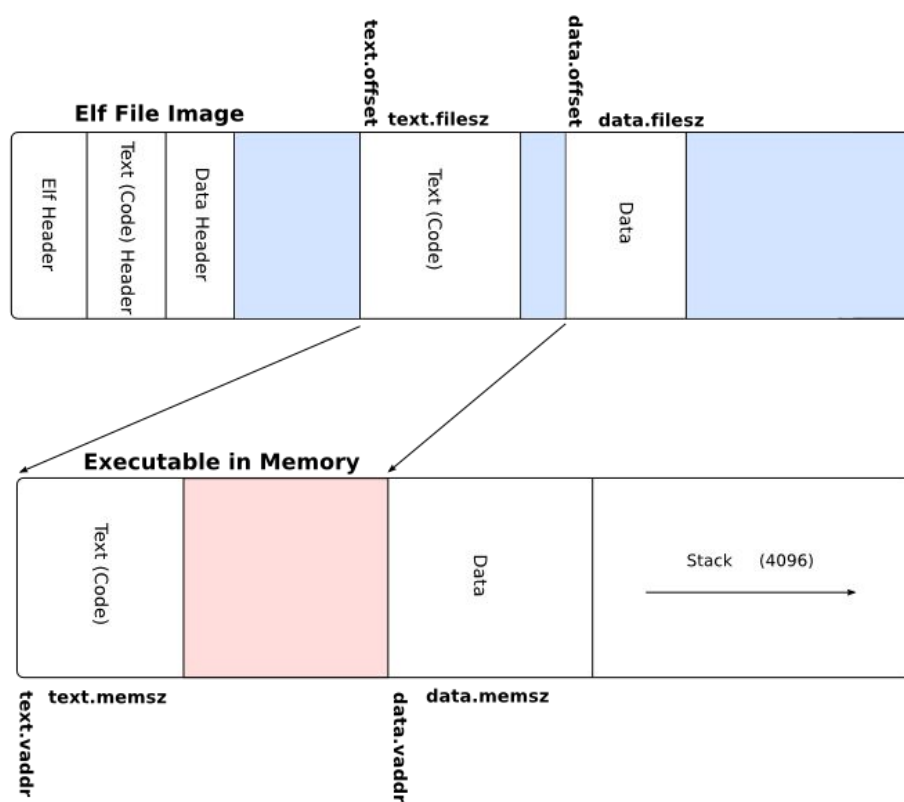 text.offset
data.offset
Elf File Image
text.filesz
data.filesz
Elf Header
Text (Code) Header
Data Header
Text (Code)
Data
Executable in Memory
Text (Code)
Data
Stack (4096)
text.vaddr
text.memsz
data.vaddr
data.memsz